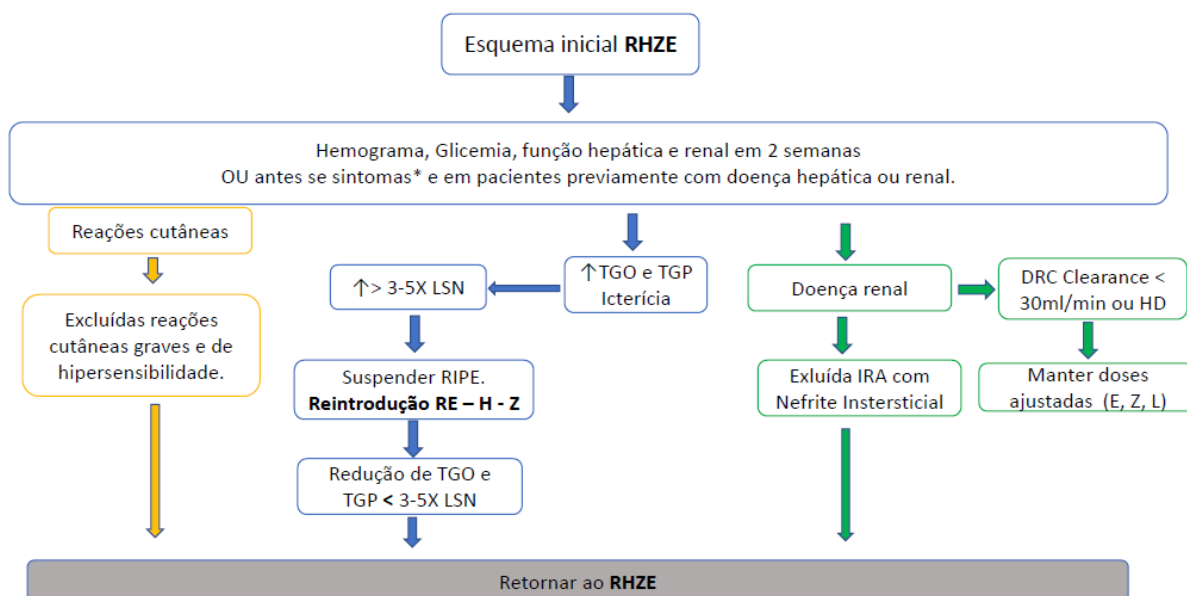 Esquema inicial RHZE
Hemograma, Glicemia, função hepática e renal em 2 semanas
OU antes se sintomas* e em pacientes previamente com doença hepática ou renal.
Reações cutâneas
Excluídas reações
cutâneas graves e de
hipersensibilidade.
↑TGO e TGP
Icterícia
↑> 3-5X LSN
Suspender RIPE.
Reintrodução RE – H - Z
Redução de TGO e
TGP < 3-5X LSN
Doença renal
DRC Clearance <
30ml/min ou HD
Exluída IRA com
Nefrite Instersticial
Manter doses
ajustadas (E, Z, L)
Retornar ao RHZE